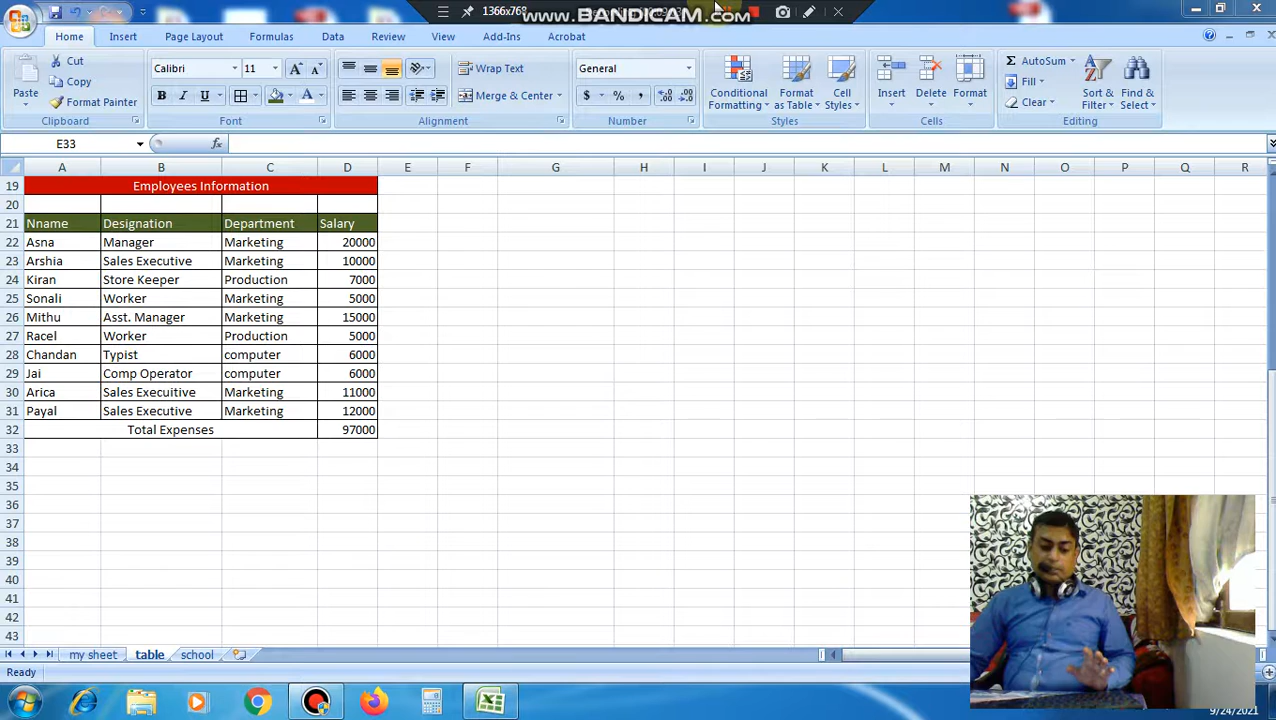 1366x768
www.BANDICAM.com
Home Insert Page Layout Formulas Data Review View Add-Ins Acrobat
Cut
Copy
Format Painter
Paste
Clipboard
Calibri 11
B I U
Font
Wrap Text
Merge & Center
Alignment
General
$ % ,
Number
Conditional Formatting
Format as Table
Cell Styles
Styles
Insert Delete Format
Cells
AutoSum
Fill
Clear
Sort & Filter
Find & Select
Editing
E33 fx
A B C D E F G H I J K L M N O P Q R
19 Employees Information
20
21 Nname Designation Department Salary
22 Asna Manager Marketing 20000
23 Arshia Sales Executive Marketing 10000
24 Kiran Store Keeper Production 7000
25 Sonali Worker Marketing 5000
26 Mithu Asst. Manager Marketing 15000
27 Racel Worker Production 5000
28 Chandan Typist computer 6000
29 Jai Comp Operator computer 6000
30 Arica Sales Execuitive Marketing 11000
31 Payal Sales Executive Marketing 12000
32 Total Expenses 97000
33
34
35
36
37
38
39
40
41
42
43
my sheet table school
Ready
9/24/2021